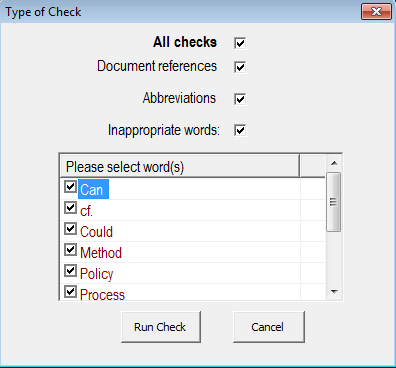 Type of Check
All checks
Document references
Abbreviations
Inappropriate words:
Please select word(s)
Can
cf.
Could
Method
Policy
Process
Run Check
Cancel